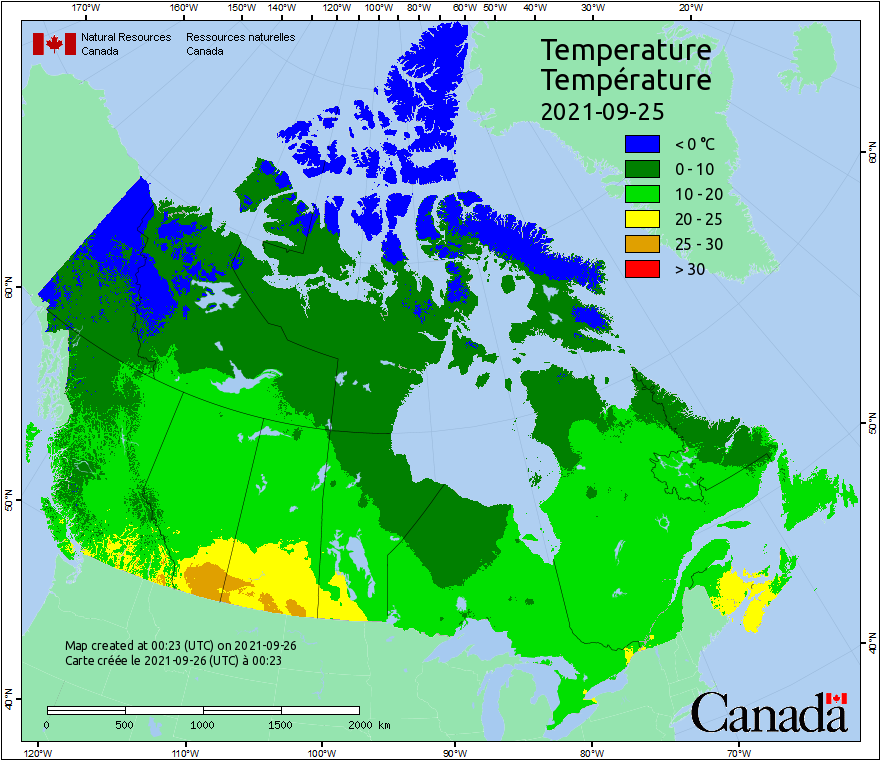 170°W 160°W 150°W 140°W 120°W 100°W 80°W 60°W 50°W 40°W 30°W 20°W
Natural Resources Ressources naturelles
Canada Canada
Temperature
Température
2021-09-25
< 0 °C
0 - 10
10 - 20
20 - 25
25 - 30
> 30
60°N
60°N
50°N
50°N
40°N
40°N
Map created at 00:23 (UTC) on 2021-09-26
Carte créée le 2021-09-26 (UTC) à 00:23
0 500 1000 1500 2000 km
Canada
120°W 110°W 100°W 90°W 80°W 70°W